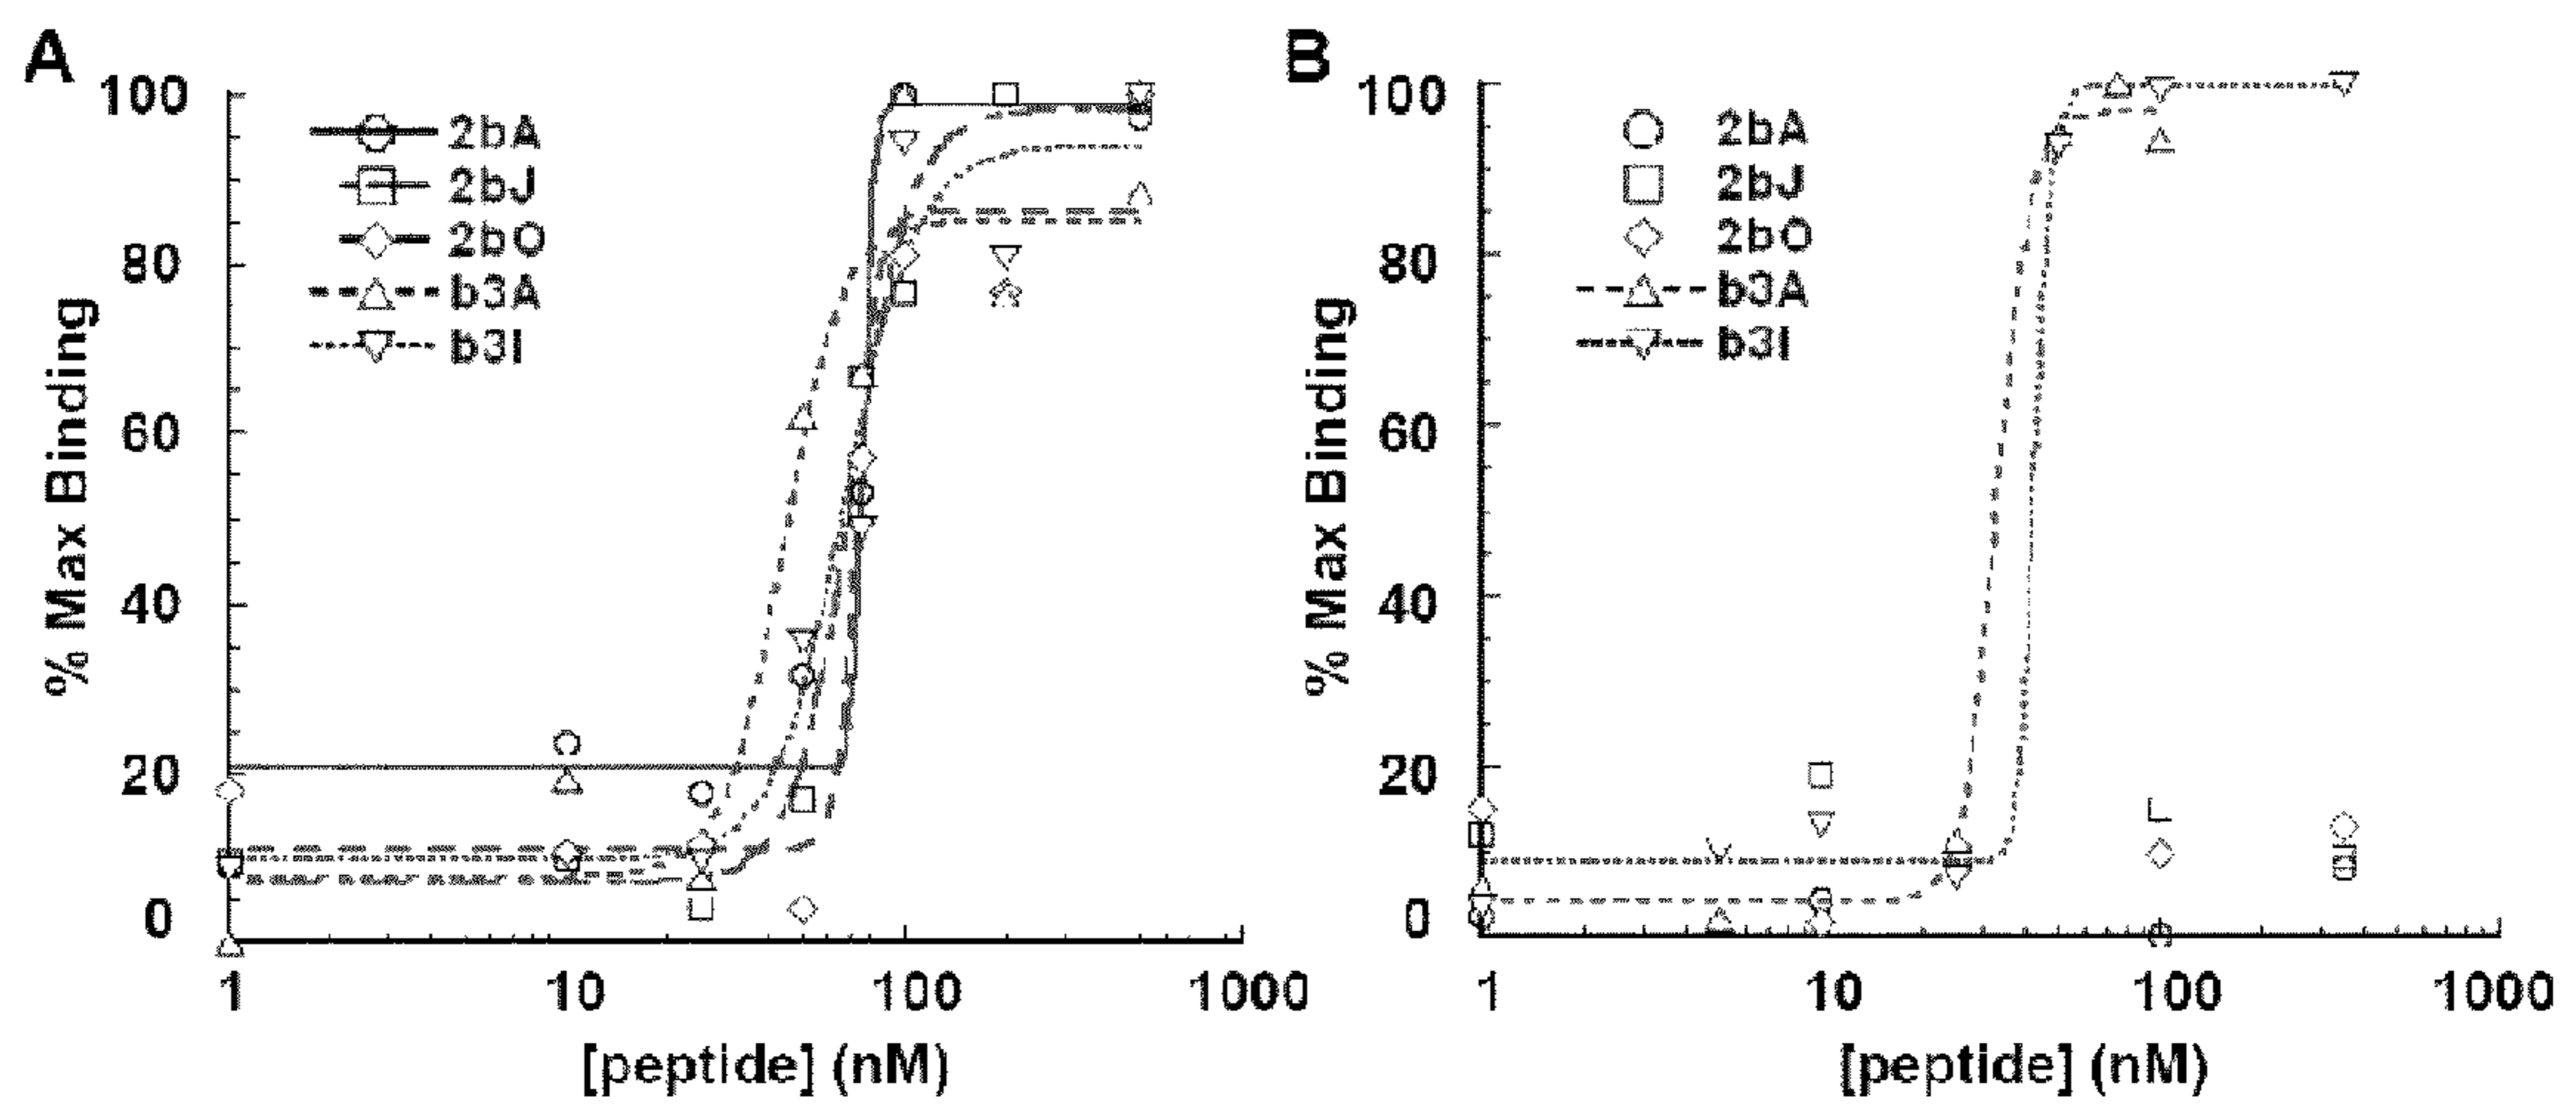 A
100
80
60
40
20
0
% Max Binding
2bA
2bJ
2bO
b3A
b3I
1 10 100 1000
[peptide] (nM)
B
100
80
60
40
20
0
% Max Binding
2bA
2bJ
2bO
b3A
b3I
1 10 100 1000
[peptide] (nM)